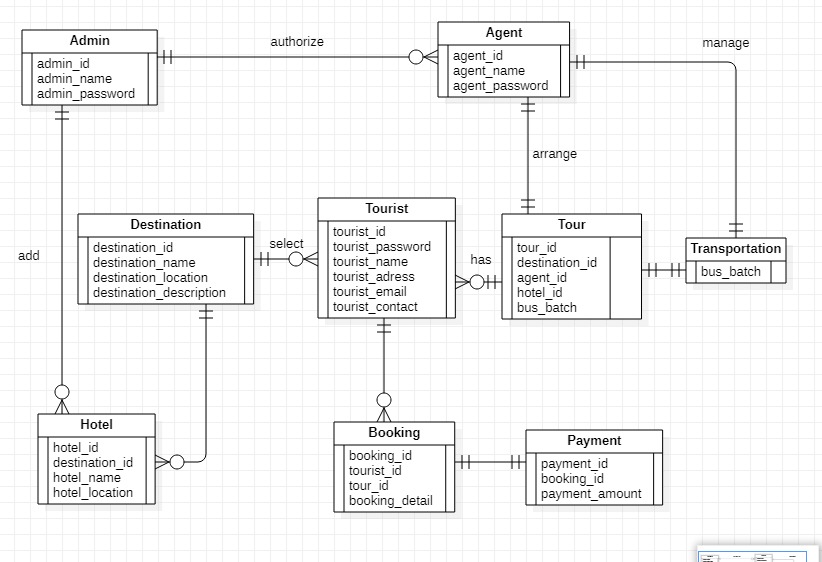 Admin
admin_id
admin_name
admin_password
authorize
Agent
agent_id
agent_name
agent_password
manage
arrange
add
Destination
destination_id
destination_name
destination_location
destination_description
select
Tourist
tourist_id
tourist_password
tourist_name
tourist_adress
tourist_email
tourist_contact
has
Tour
tour_id
destination_id
agent_id
hotel_id
bus_batch
Transportation
bus_batch
Hotel
hotel_id
destination_id
hotel_name
hotel_location
Booking
booking_id
tourist_id
tour_id
booking_detail
Payment
payment_id
booking_id
payment_amount